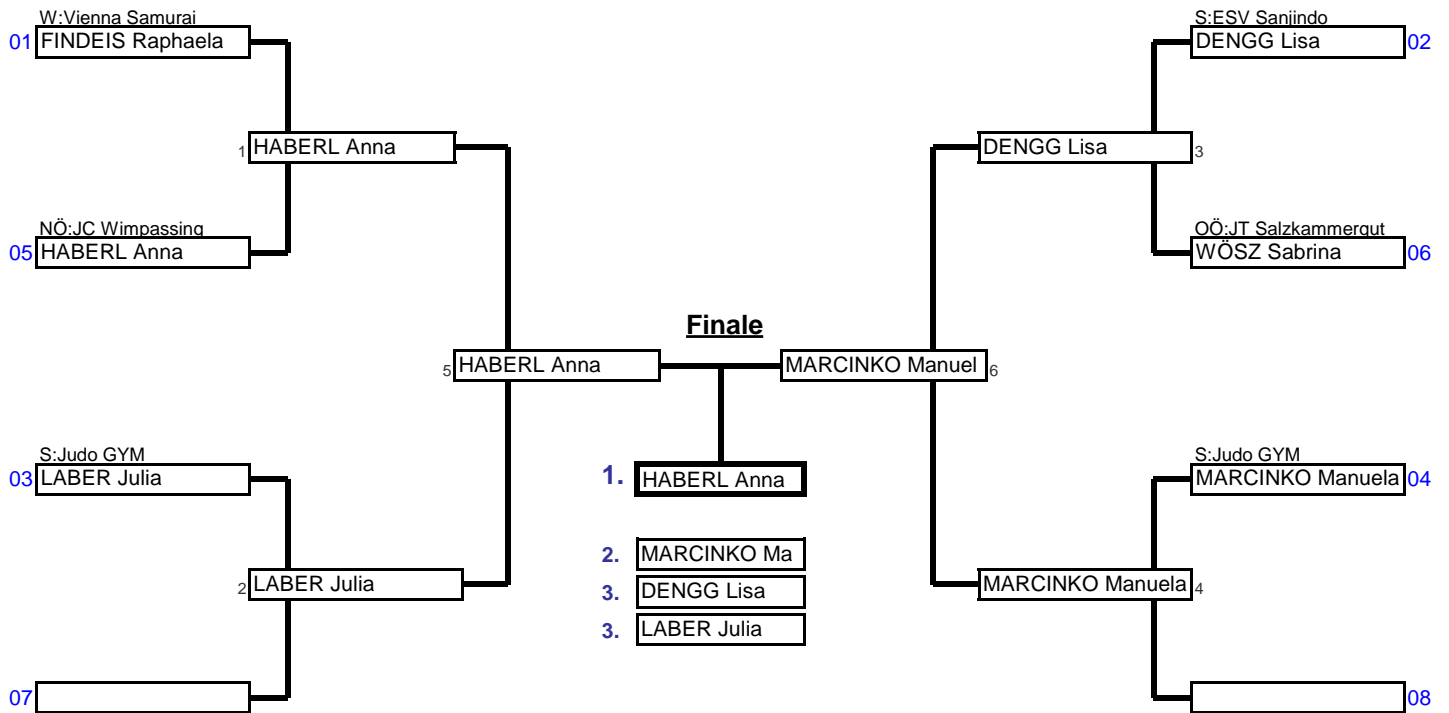 W:Vienna Samurai
01 FINDEIS Raphaela
1 HABERL Anna
NÖ:JC Wimpassing
05 HABERL Anna
5 HABERL Anna
S:Judo GYM
03 LABER Julia
2 LABER Julia
07
Finale
1. HABERL Anna
2. MARCINKO Ma
3. DENGG Lisa
3. LABER Julia
S:ESV Sanjindo
DENGG Lisa 02
DENGG Lisa 3
OÖ:JT Salzkammergut
WÖSZ Sabrina 06
MARCINKO Manuel 6
S:Judo GYM
MARCINKO Manuela 04
MARCINKO Manuela 4
08